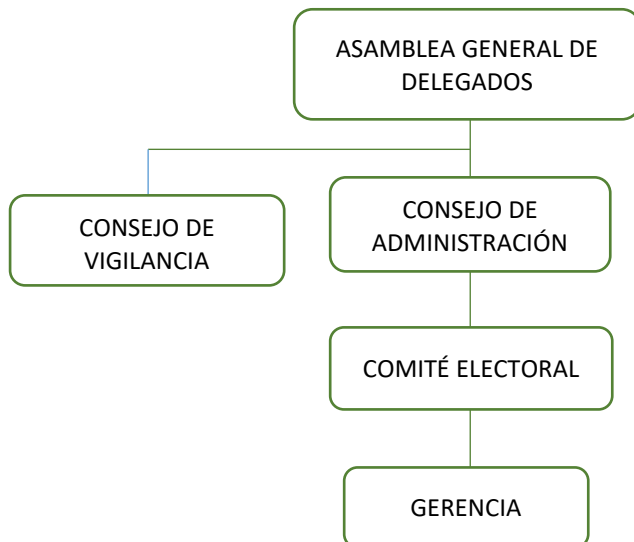 ASAMBLEA GENERAL DE
DELEGADOS
CONSEJO DE
VIGILANCIA
CONSEJO DE
ADMINISTRACIÓN
COMITÉ ELECTORAL
GERENCIA